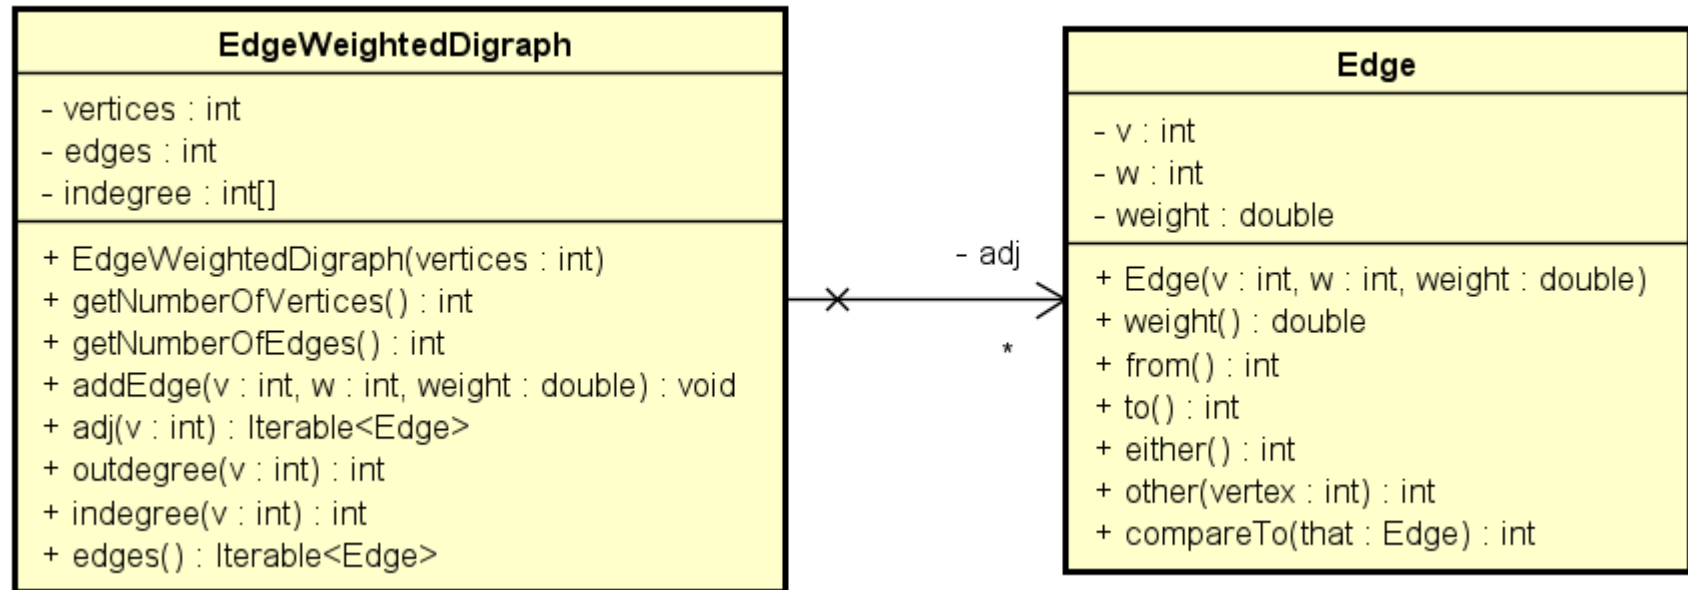 EdgeWeightedDigraph
- vertices : int
- edges : int
- indegree : int[]
+ EdgeWeightedDigraph(vertices : int)
+ getNumberOfVertices() : int
+ getNumberOfEdges() : int
+ addEdge(v : int, w : int, weight : double) : void
+ adj(v : int) : Iterable<Edge>
+ outdegree(v : int) : int
+ indegree(v : int) : int
+ edges() : Iterable<Edge>
- adj
*
Edge
- v : int
- w : int
- weight : double
+ Edge(v : int, w : int, weight : double)
+ weight() : double
+ from() : int
+ to() : int
+ either() : int
+ other(vertex : int) : int
+ compareTo(that : Edge) : int